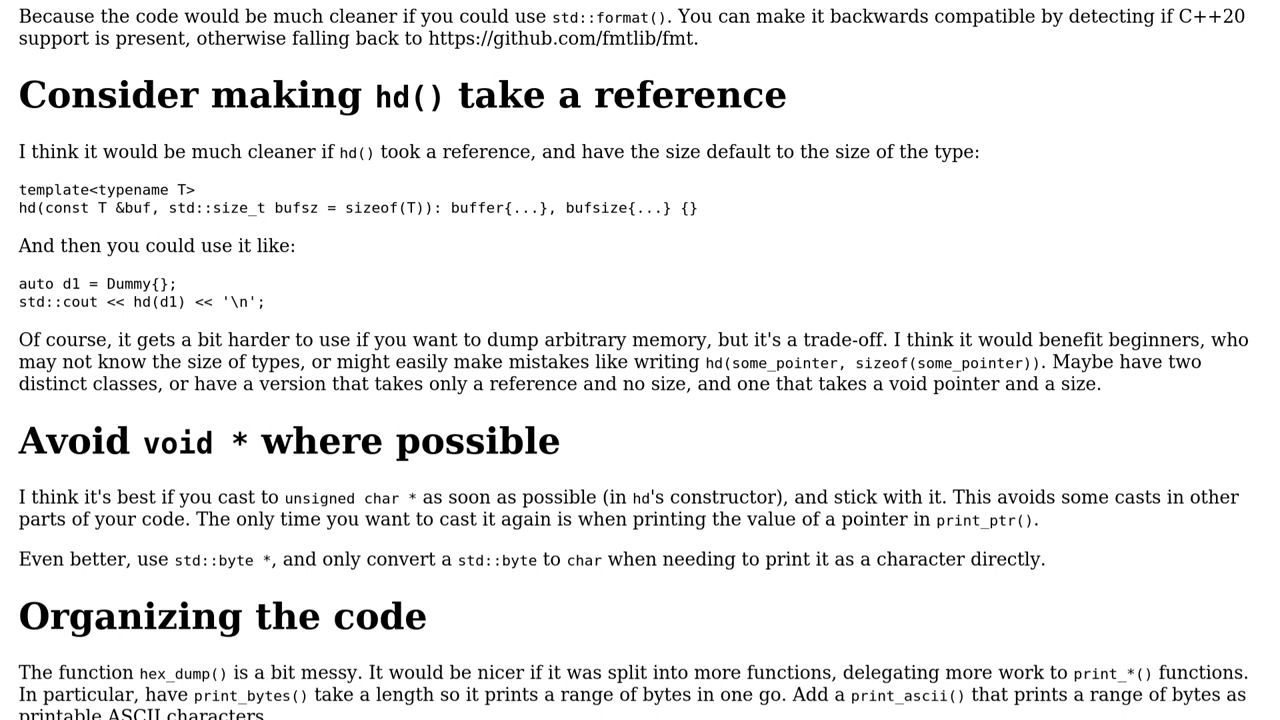 Because the code would be much cleaner if you could use std::format(). You can make it backwards compatible by detecting if C++20
support is present, otherwise falling back to https://github.com/fmtlib/fmt.
Consider making hd() take a reference
I think it would be much cleaner if hd() took a reference, and have the size default to the size of the type:
template<typename T>
hd(const T &buf, std::size_t bufsz = sizeof(T)): buffer{...}, bufsize{...} {}
And then you could use it like:
auto d1 = Dummy{};
std::cout << hd(d1) << '\n';
Of course, it gets a bit harder to use if you want to dump arbitrary memory, but it's a trade-off. I think it would benefit beginners, who
may not know the size of types, or might easily make mistakes like writing hd(some_pointer, sizeof(some_pointer)). Maybe have two
distinct classes, or have a version that takes only a reference and no size, and one that takes a void pointer and a size.
Avoid void * where possible
I think it's best if you cast to unsigned char * as soon as possible (in hd's constructor), and stick with it. This avoids some casts in other
parts of your code. The only time you want to cast it again is when printing the value of a pointer in print_ptr().
Even better, use std::byte *, and only convert a std::byte to char when needing to print it as a character directly.
Organizing the code
The function hex_dump() is a bit messy. It would be nicer if it was split into more functions, delegating more work to print_*() functions.
In particular, have print_bytes() take a length so it prints a range of bytes in one go. Add a print_ascii() that prints a range of bytes as
printable ASCII characters.